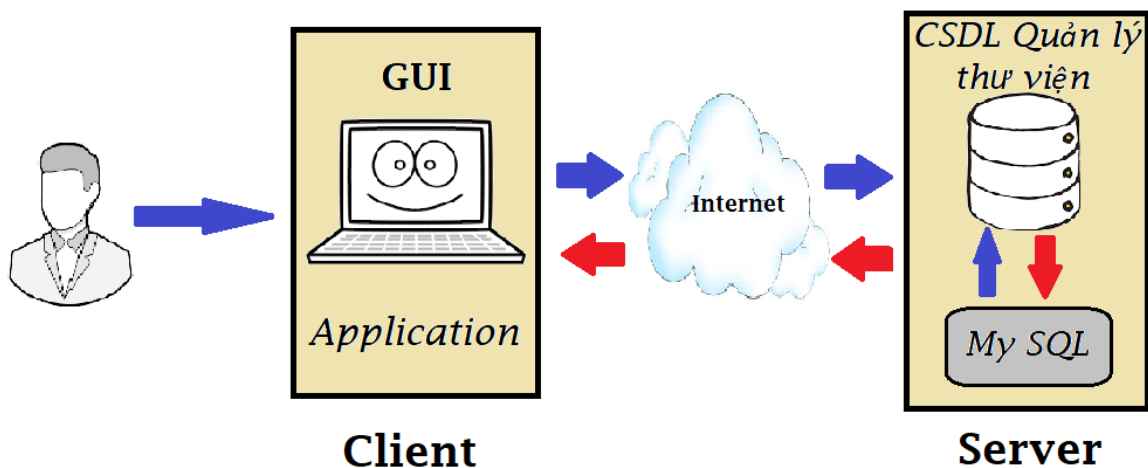 GUI
Application
Client
Internet
CSDL Quản lý
thư viện
My SQL
Server